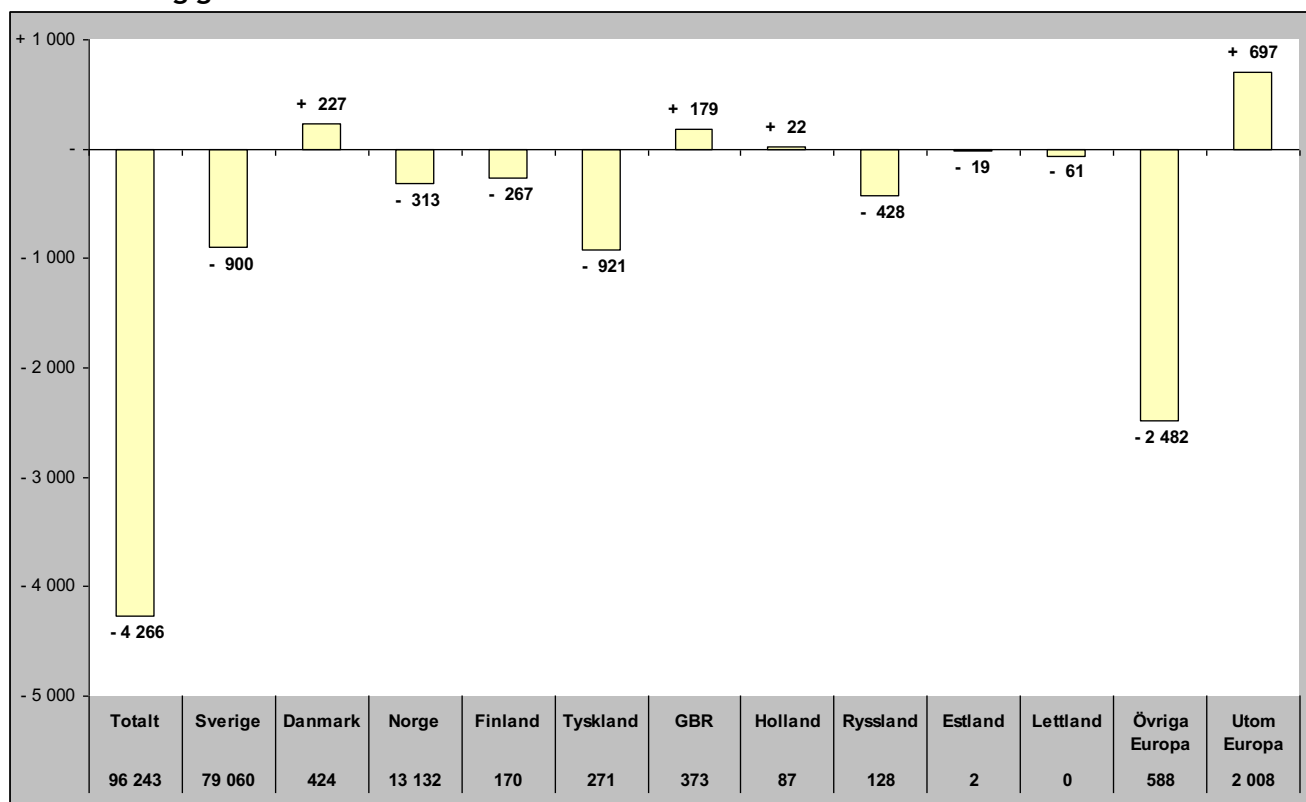 + 1 000
-
- 1 000
- 2 000
- 3 000
- 4 000
- 5 000
- 4 266
- 900
+ 227
- 313
- 267
- 921
+ 179
+ 22
- 428
- 19
- 61
- 2 482
+ 697
Totalt Sverige Danmark Norge Finland Tyskland GBR Holland Ryssland Estland Lettland Övriga Europa Utom Europa
96 243 79 060 424 13 132 170 271 373 87 128 2 0 588 2 008